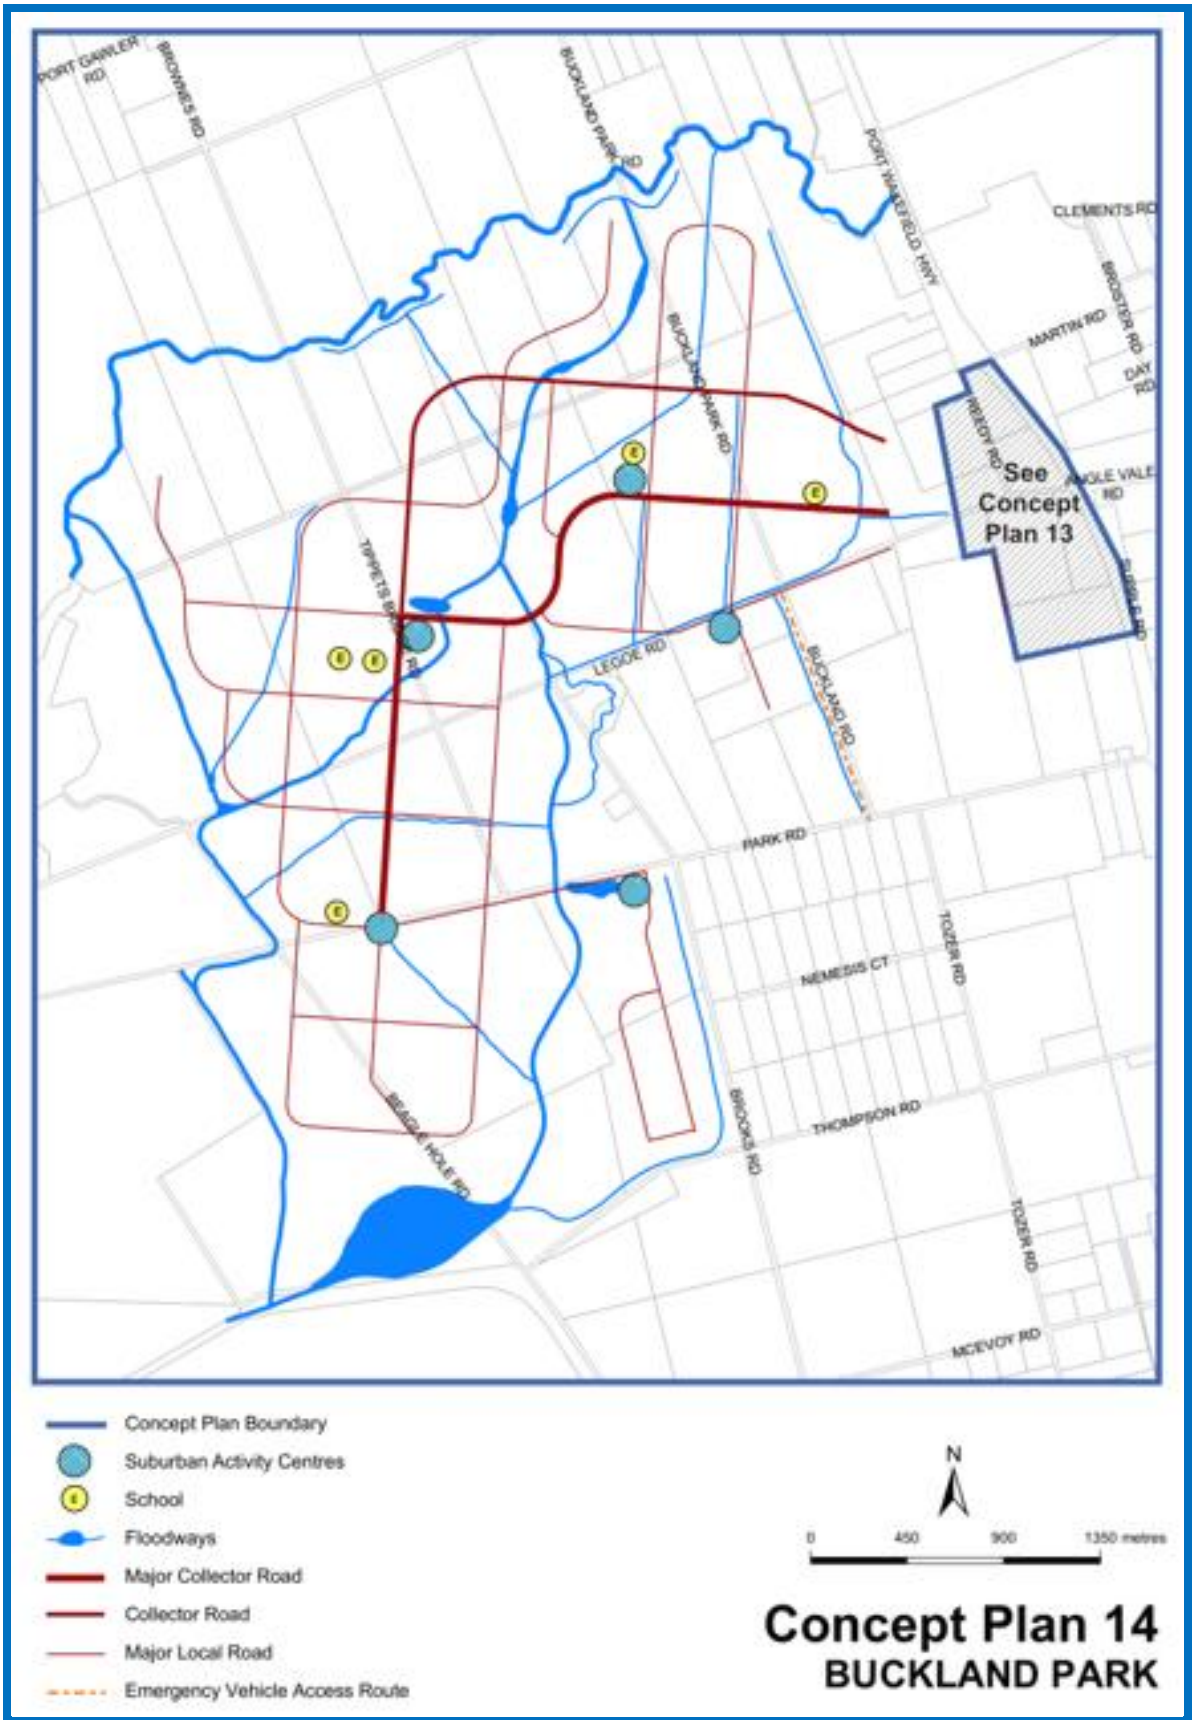 PORT GAWLER
RD
BROWNES RD
BUCKLAND PARK RD
PORT WAKEFIELD HWY
CLEMENTS RD
BROSTER RD
MARTIN RD
DAY
RD
BUCKLAND PARK RD
REEDY RD
See
Concept
Plan 13
ANGLE VALE
RD
E
E
TIPPETS
RD
E
E
LEGOE RD
BUCKLAND RD
PARK RD
E
TOZER RD
NEMESIS CT
BEAGLE HOLE RD
BROOKS RD
THOMPSON RD
TOZER RD
MCEVOY RD
Concept Plan Boundary
Suburban Activity Centres
E
School
Floodways
Major Collector Road
Collector Road
Major Local Road
Emergency Vehicle Access Route
N
0 450 900 1350 metres
Concept Plan 14
BUCKLAND PARK